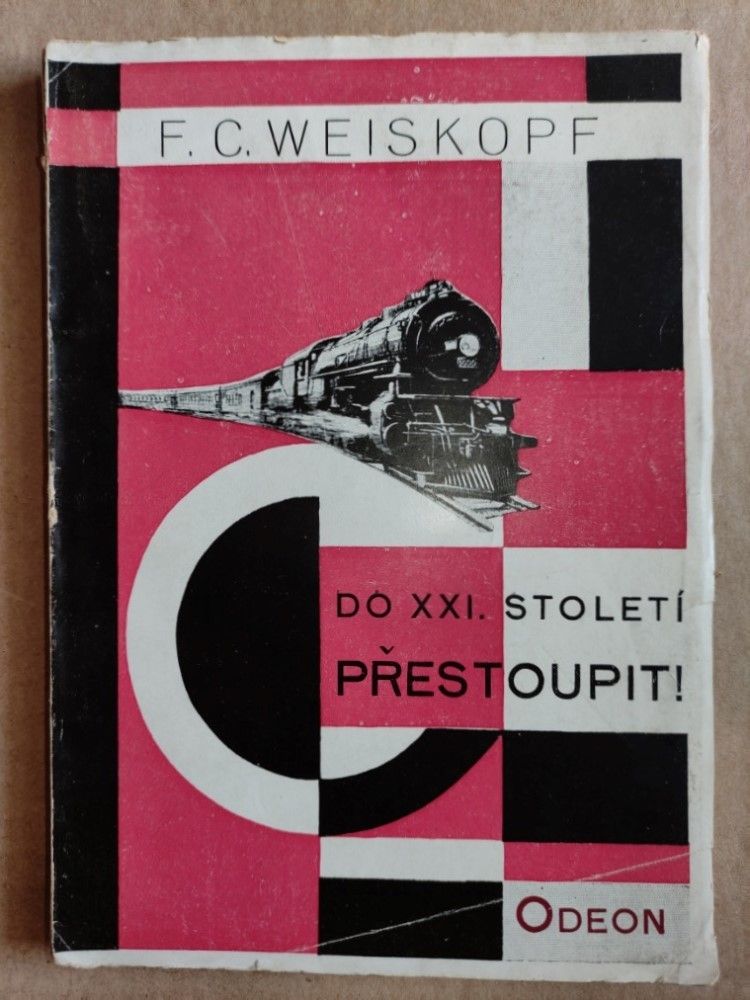 F. C. WEISKOPF
DO XXI. STOLETÍ
PŘESTOUPIT!
ODEON